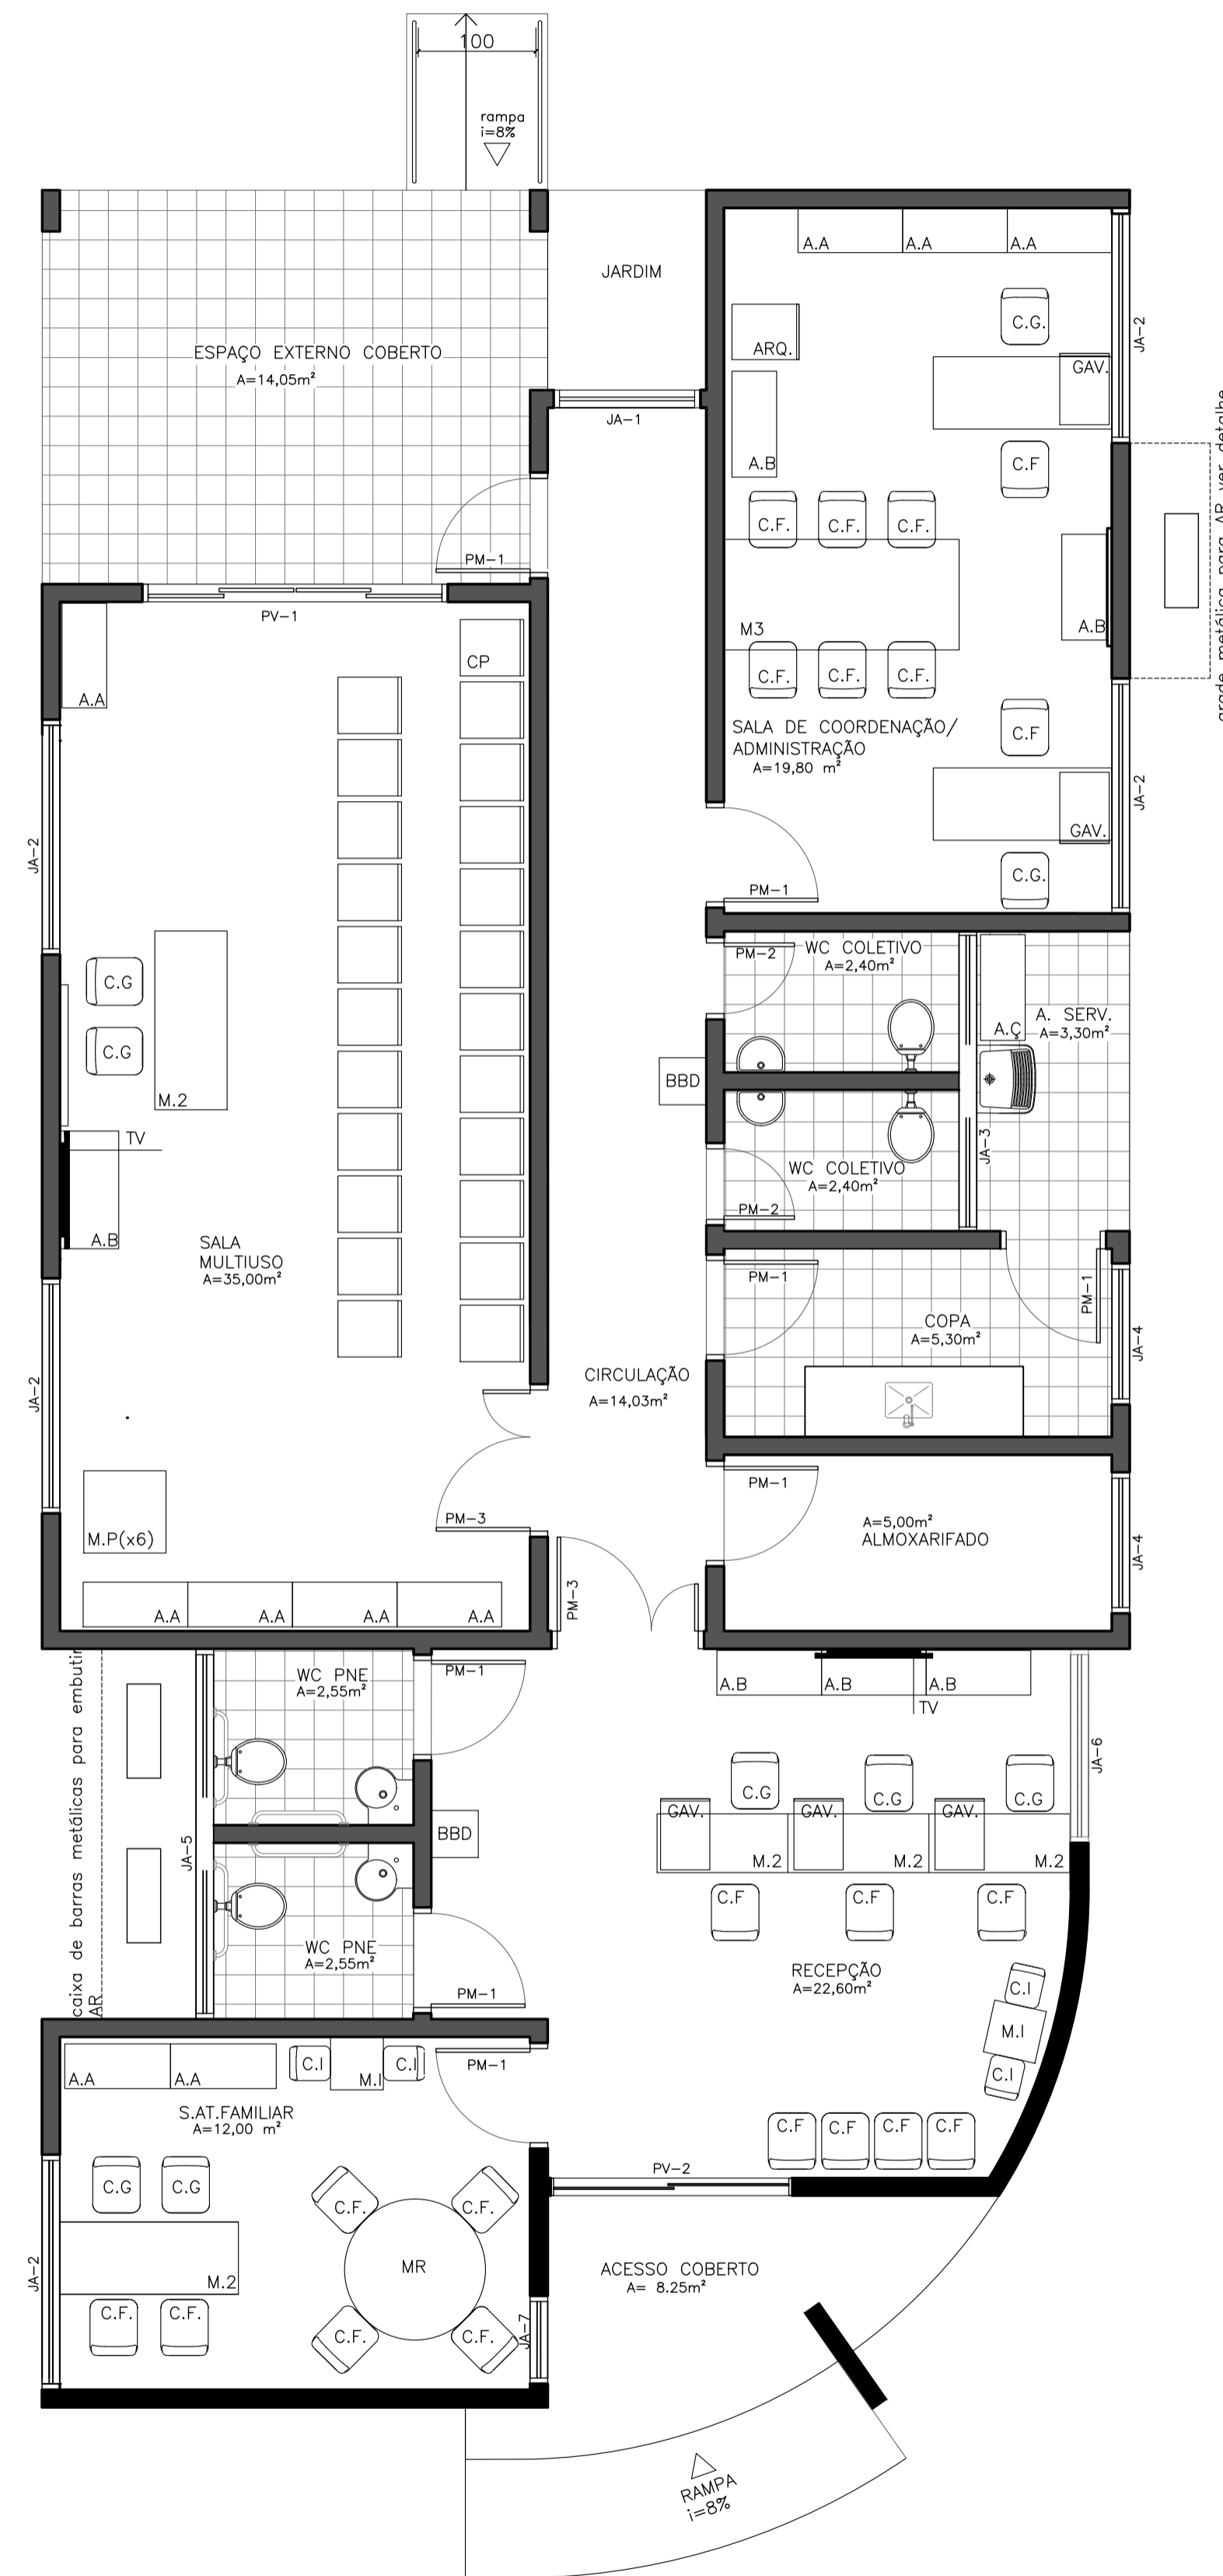 100
rampa
i=8%
JARDIM
A.A
A.A
A.A
C.G.
ARQ.
GAV.
JA-2
ESPAÇO EXTERNO COBERTO
A=14,05m²
JA-1
A.B
C.F
C.F.
C.F.
C.F.
grade metálica para AR ver detalhe
PM-1
PV-1
M3
A.B
CP
A.A
C.F.
C.F.
C.F.
SALA DE COORDENAÇÃO/
ADMINISTRAÇÃO
A=19,80 m²
C.F
JA-2
GAV.
JA-2
C.G.
PM-1
PM-2
WC COLETIVO
A=2,40m²
C.G
C.G
M.2
A.Ç
A. SERV.
A=3,30m²
BBD
TV
A.B
JA-3
WC COLETIVO
A=2,40m²
PM-2
SALA
MULTIUSO
A=35,00m²
PM-1
PM-1
COPA
A=5,30m²
JA-4
JA-2
CIRCULAÇÃO
A=14,03m²
PM-1
M.P(x6)
PM-3
A=5,00m²
ALMOXARIFADO
JA-4
PM-3
A.A
A.A
A.A
A.A
caixa de barras metálicas para embutir
AR
WC PNE
A=2,55m²
PM-1
A.B
A.B
A.B
TV
JA-6
C.G
C.G
C.G
GAV.
GAV.
GAV.
M.2
M.2
M.2
BBD
JA-5
C.F
C.F
C.F
WC PNE
A=2,55m²
RECEPÇÃO
A=22,60m²
PM-1
C.I
M.I
C.I
A.A
A.A
C.I
M.I
C.I
PM-1
S.AT.FAMILIAR
A=12,00 m²
C.F
C.F
C.F
C.F
PV-2
C.G
C.G
C.F.
C.F.
M.2
MR
JA-2
ACESSO COBERTO
A= 8.25m²
C.F.
C.F.
C.F.
C.F.
JA-7
RAMPA
i=8%